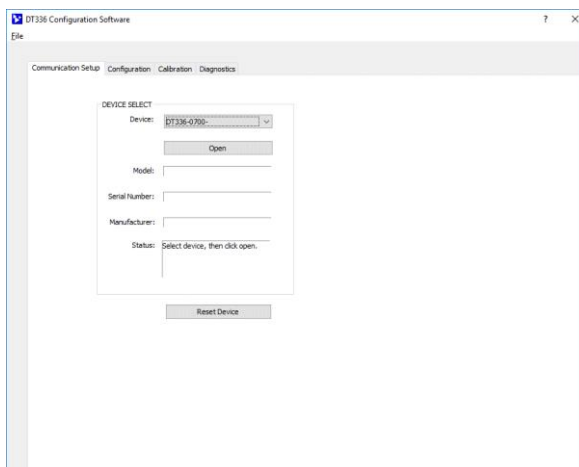 DT336 Configuration Software
File
Communication Setup Configuration Calibration Diagnostics
DEVICE SELECT
Device: DT336-0700-
Open
Model:
Serial Number:
Manufacturer:
Status: Select device, then click open.
Reset Device